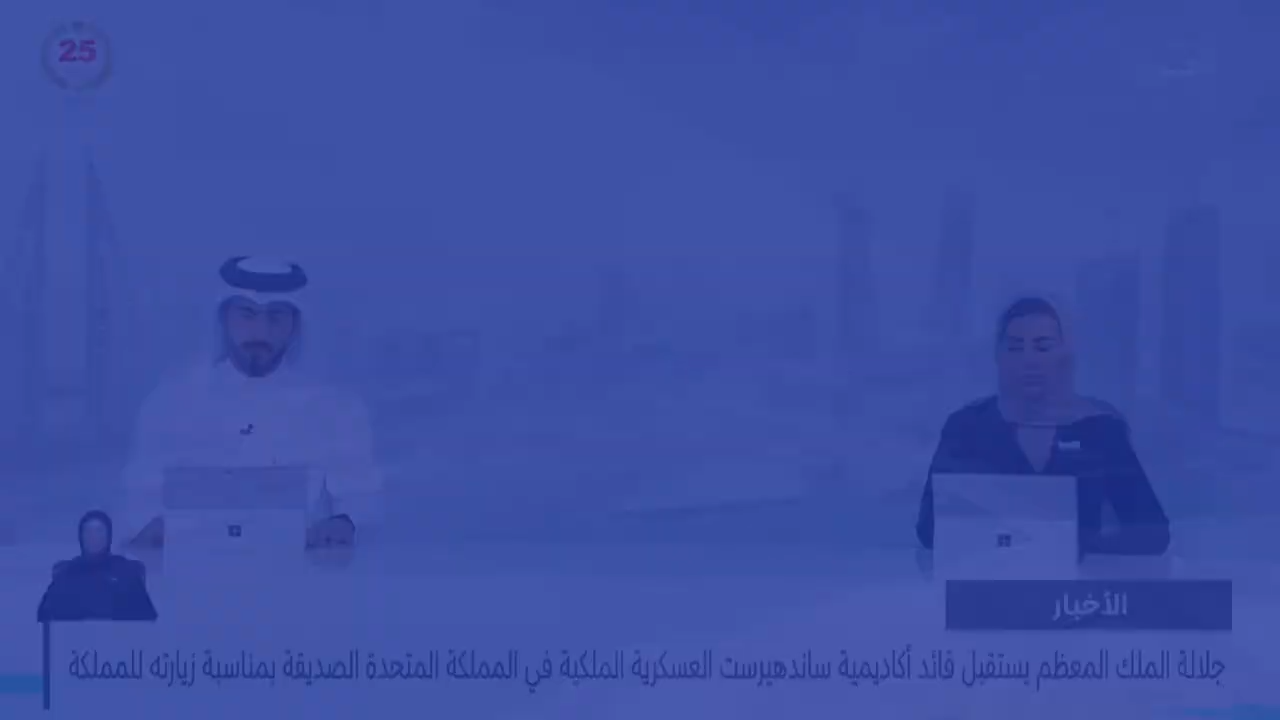 25
الأخبار
جلالة الملك المعظم يستقبل قائد أكاديمية ساندهيرست العسكرية الملكية في المملكة المتحدة الصديقة بمناسبة زيارته للمملكة